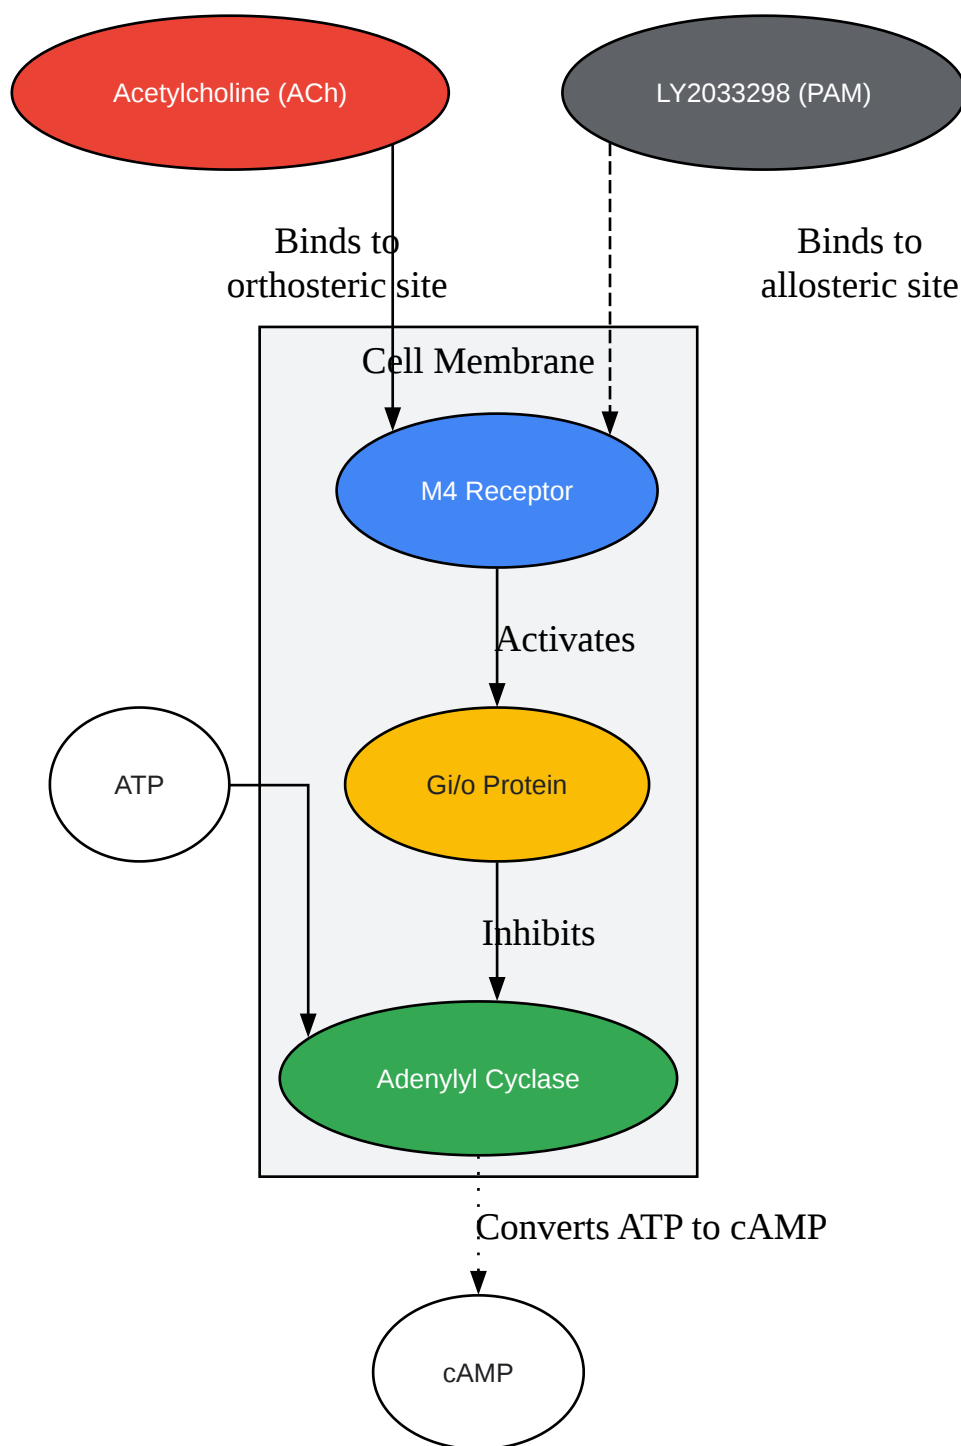 Acetylcholine (ACh)
LY2033298 (PAM)
Binds to
orthosteric site
Binds to
allosteric site
Cell Membrane
M4 Receptor
Activates
ATP
Gi/o Protein
Inhibits
Adenylyl Cyclase
Converts ATP to cAMP
cAMP